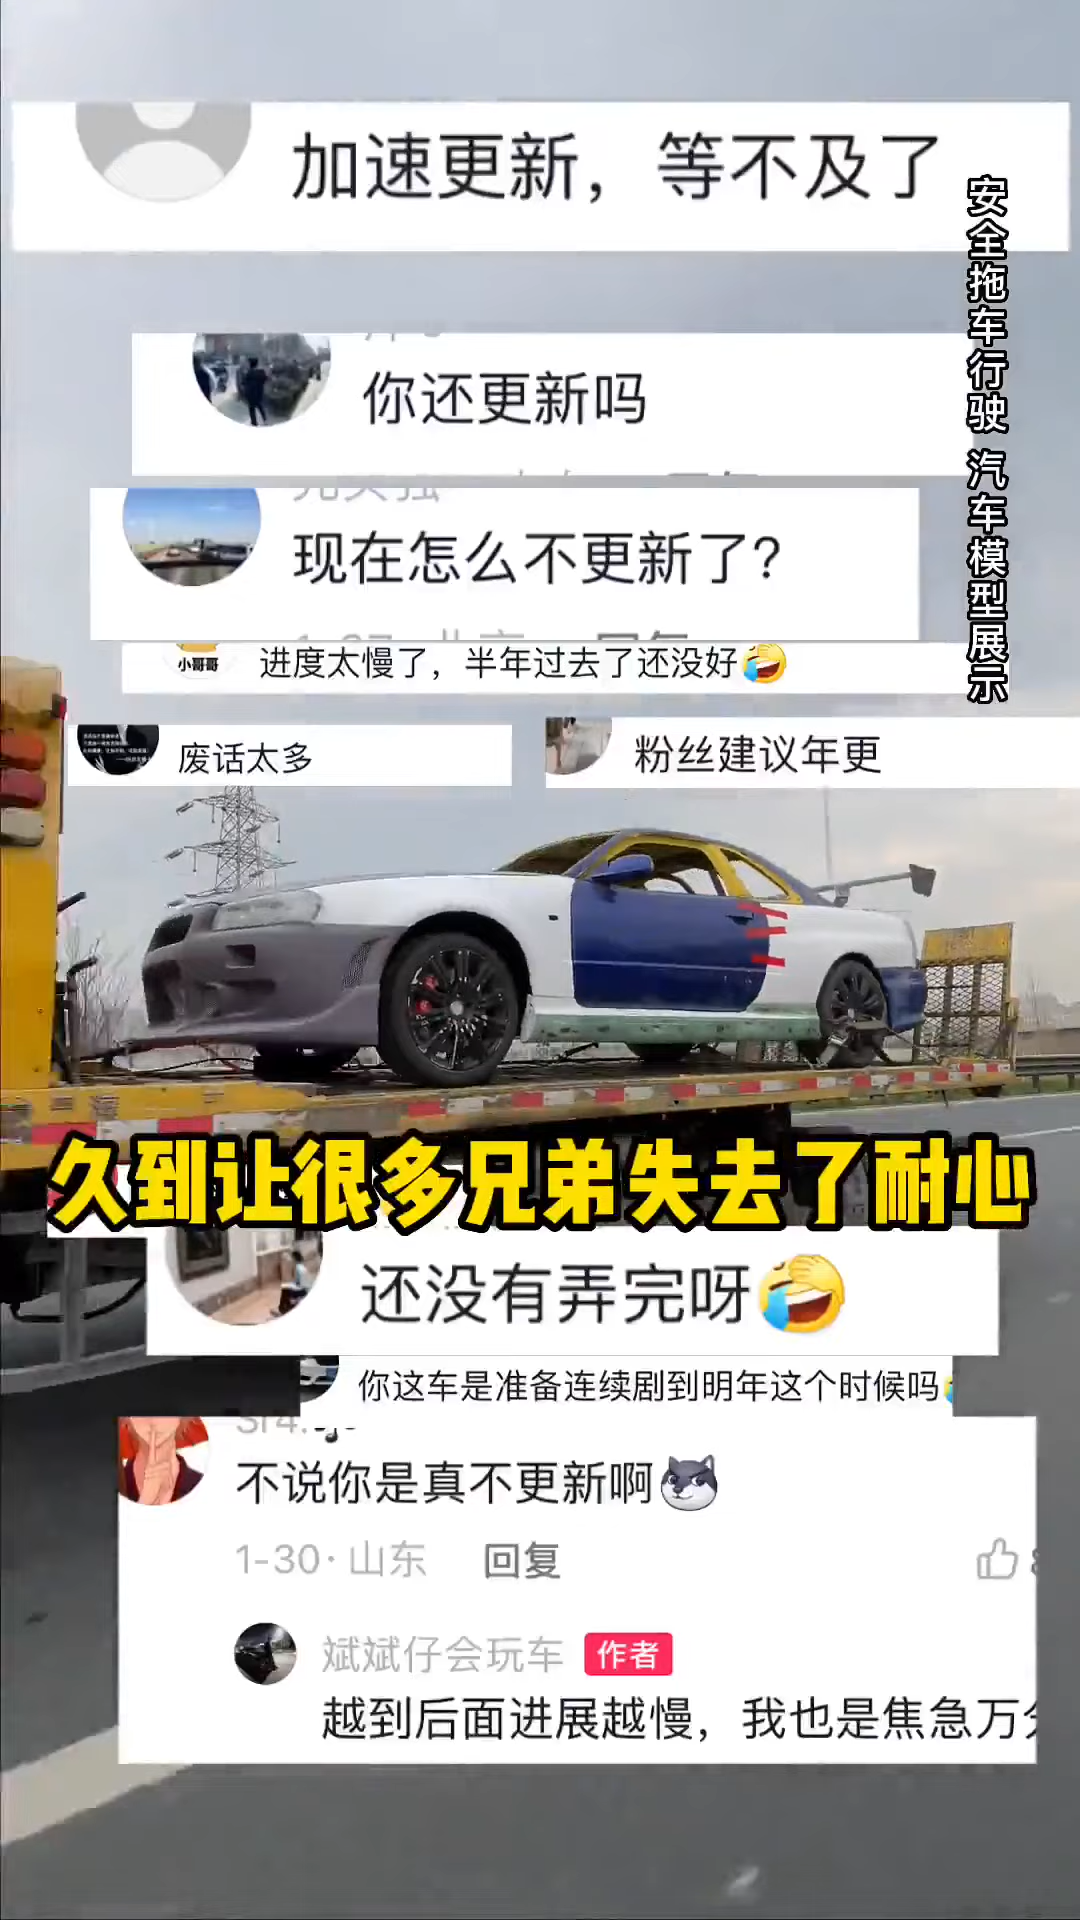 加速更新，等不及了
安全拖车行驶 汽车模型展示
你还更新吗
现在怎么不更新了？
小哥哥
进度太慢了，半年过去了还没好
废话太多
粉丝建议年更
久到让很多兄弟失去了耐心
还没有弄完呀
你这车是准备连续剧到明年这个时候吗
不说你是真不更新啊
1-30·山东 回复
斌斌仔会玩车 作者
越到后面进展越慢，我也是焦急万